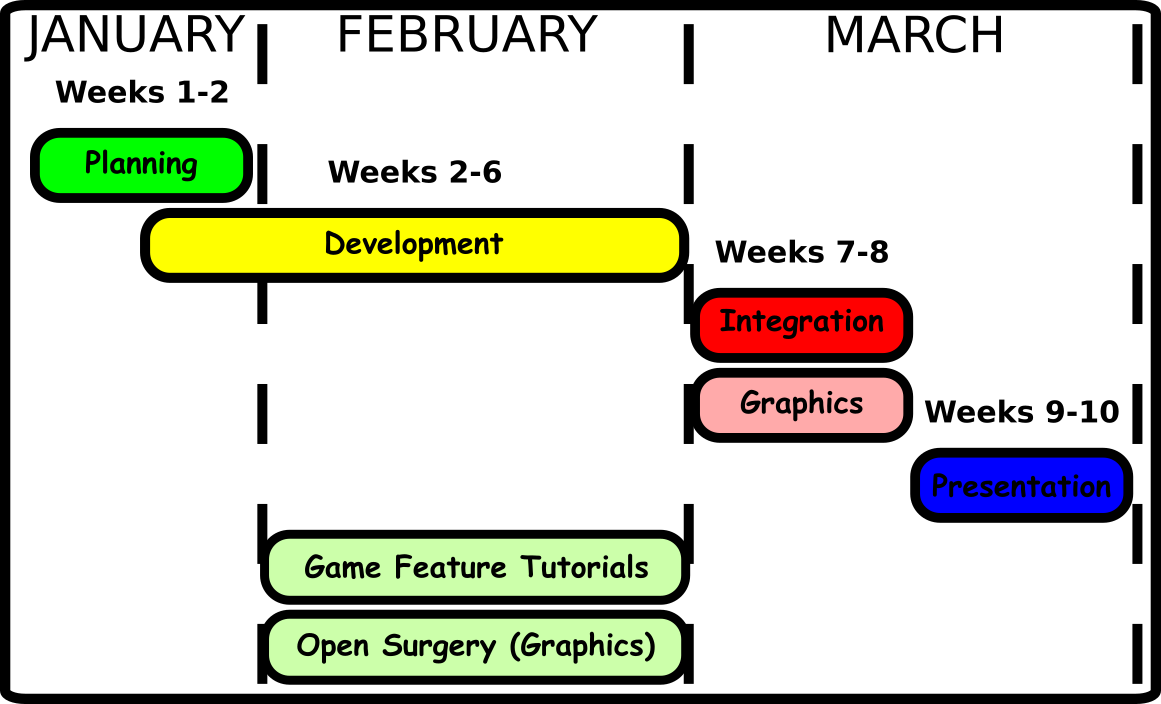 JANUARY
FEBRUARY
MARCH
Weeks 1-2
Planning
Weeks 2-6
Development
Weeks 7-8
Integration
Graphics
Weeks 9-10
Presentation
Game Feature Tutorials
Open Surgery (Graphics)